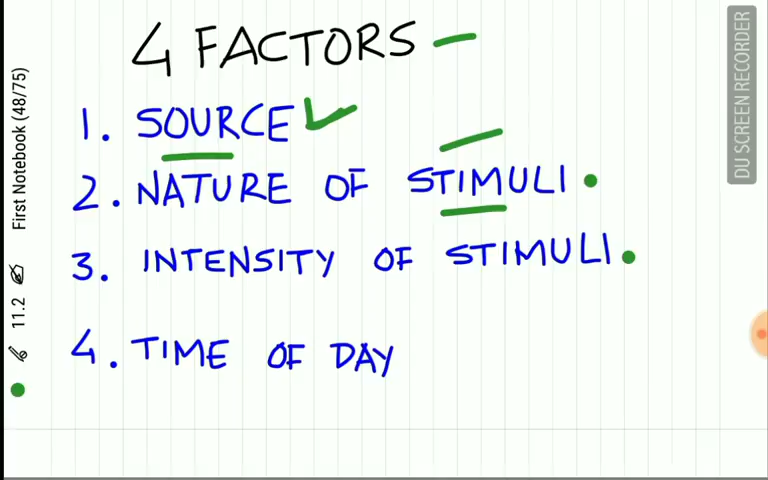 4 FACTORS
1. SOURCE
2. NATURE OF STIMULI
3. INTENSITY OF STIMULI
4. TIME OF DAY
First Notebook (48/75)
11.2
DU SCREEN RECORDER